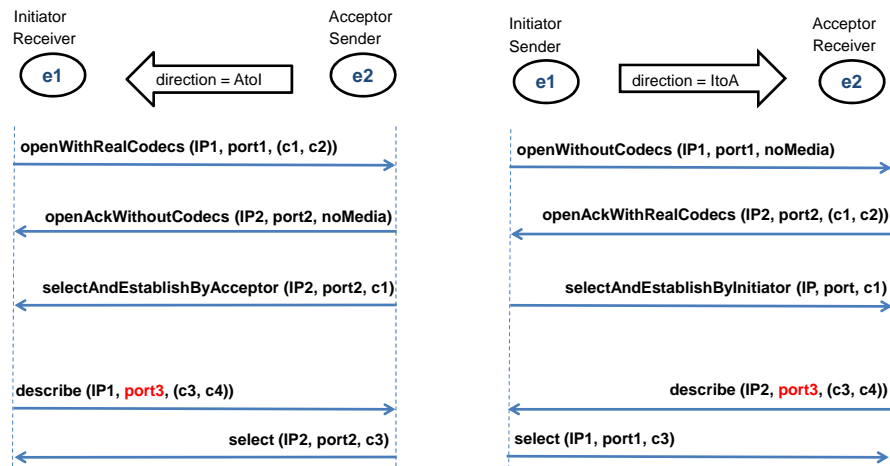 Initiator
Receiver
e1
direction = AtoI
Acceptor
Sender
e2
openWithRealCodecs (IP1, port1, (c1, c2))
openAckWithoutCodecs (IP2, port2, noMedia)
selectAndEstablishByAcceptor (IP2, port2, c1)
describe (IP1, port3, (c3, c4))
select (IP2, port2, c3)
Initiator
Sender
e1
direction = ItoA
Acceptor
Receiver
e2
openWithoutCodecs (IP1, port1, noMedia)
openAckWithRealCodecs (IP2, port2, (c1, c2))
selectAndEstablishByInitiator (IP, port, c1)
describe (IP2, port3, (c3, c4))
select (IP1, port1, c3)